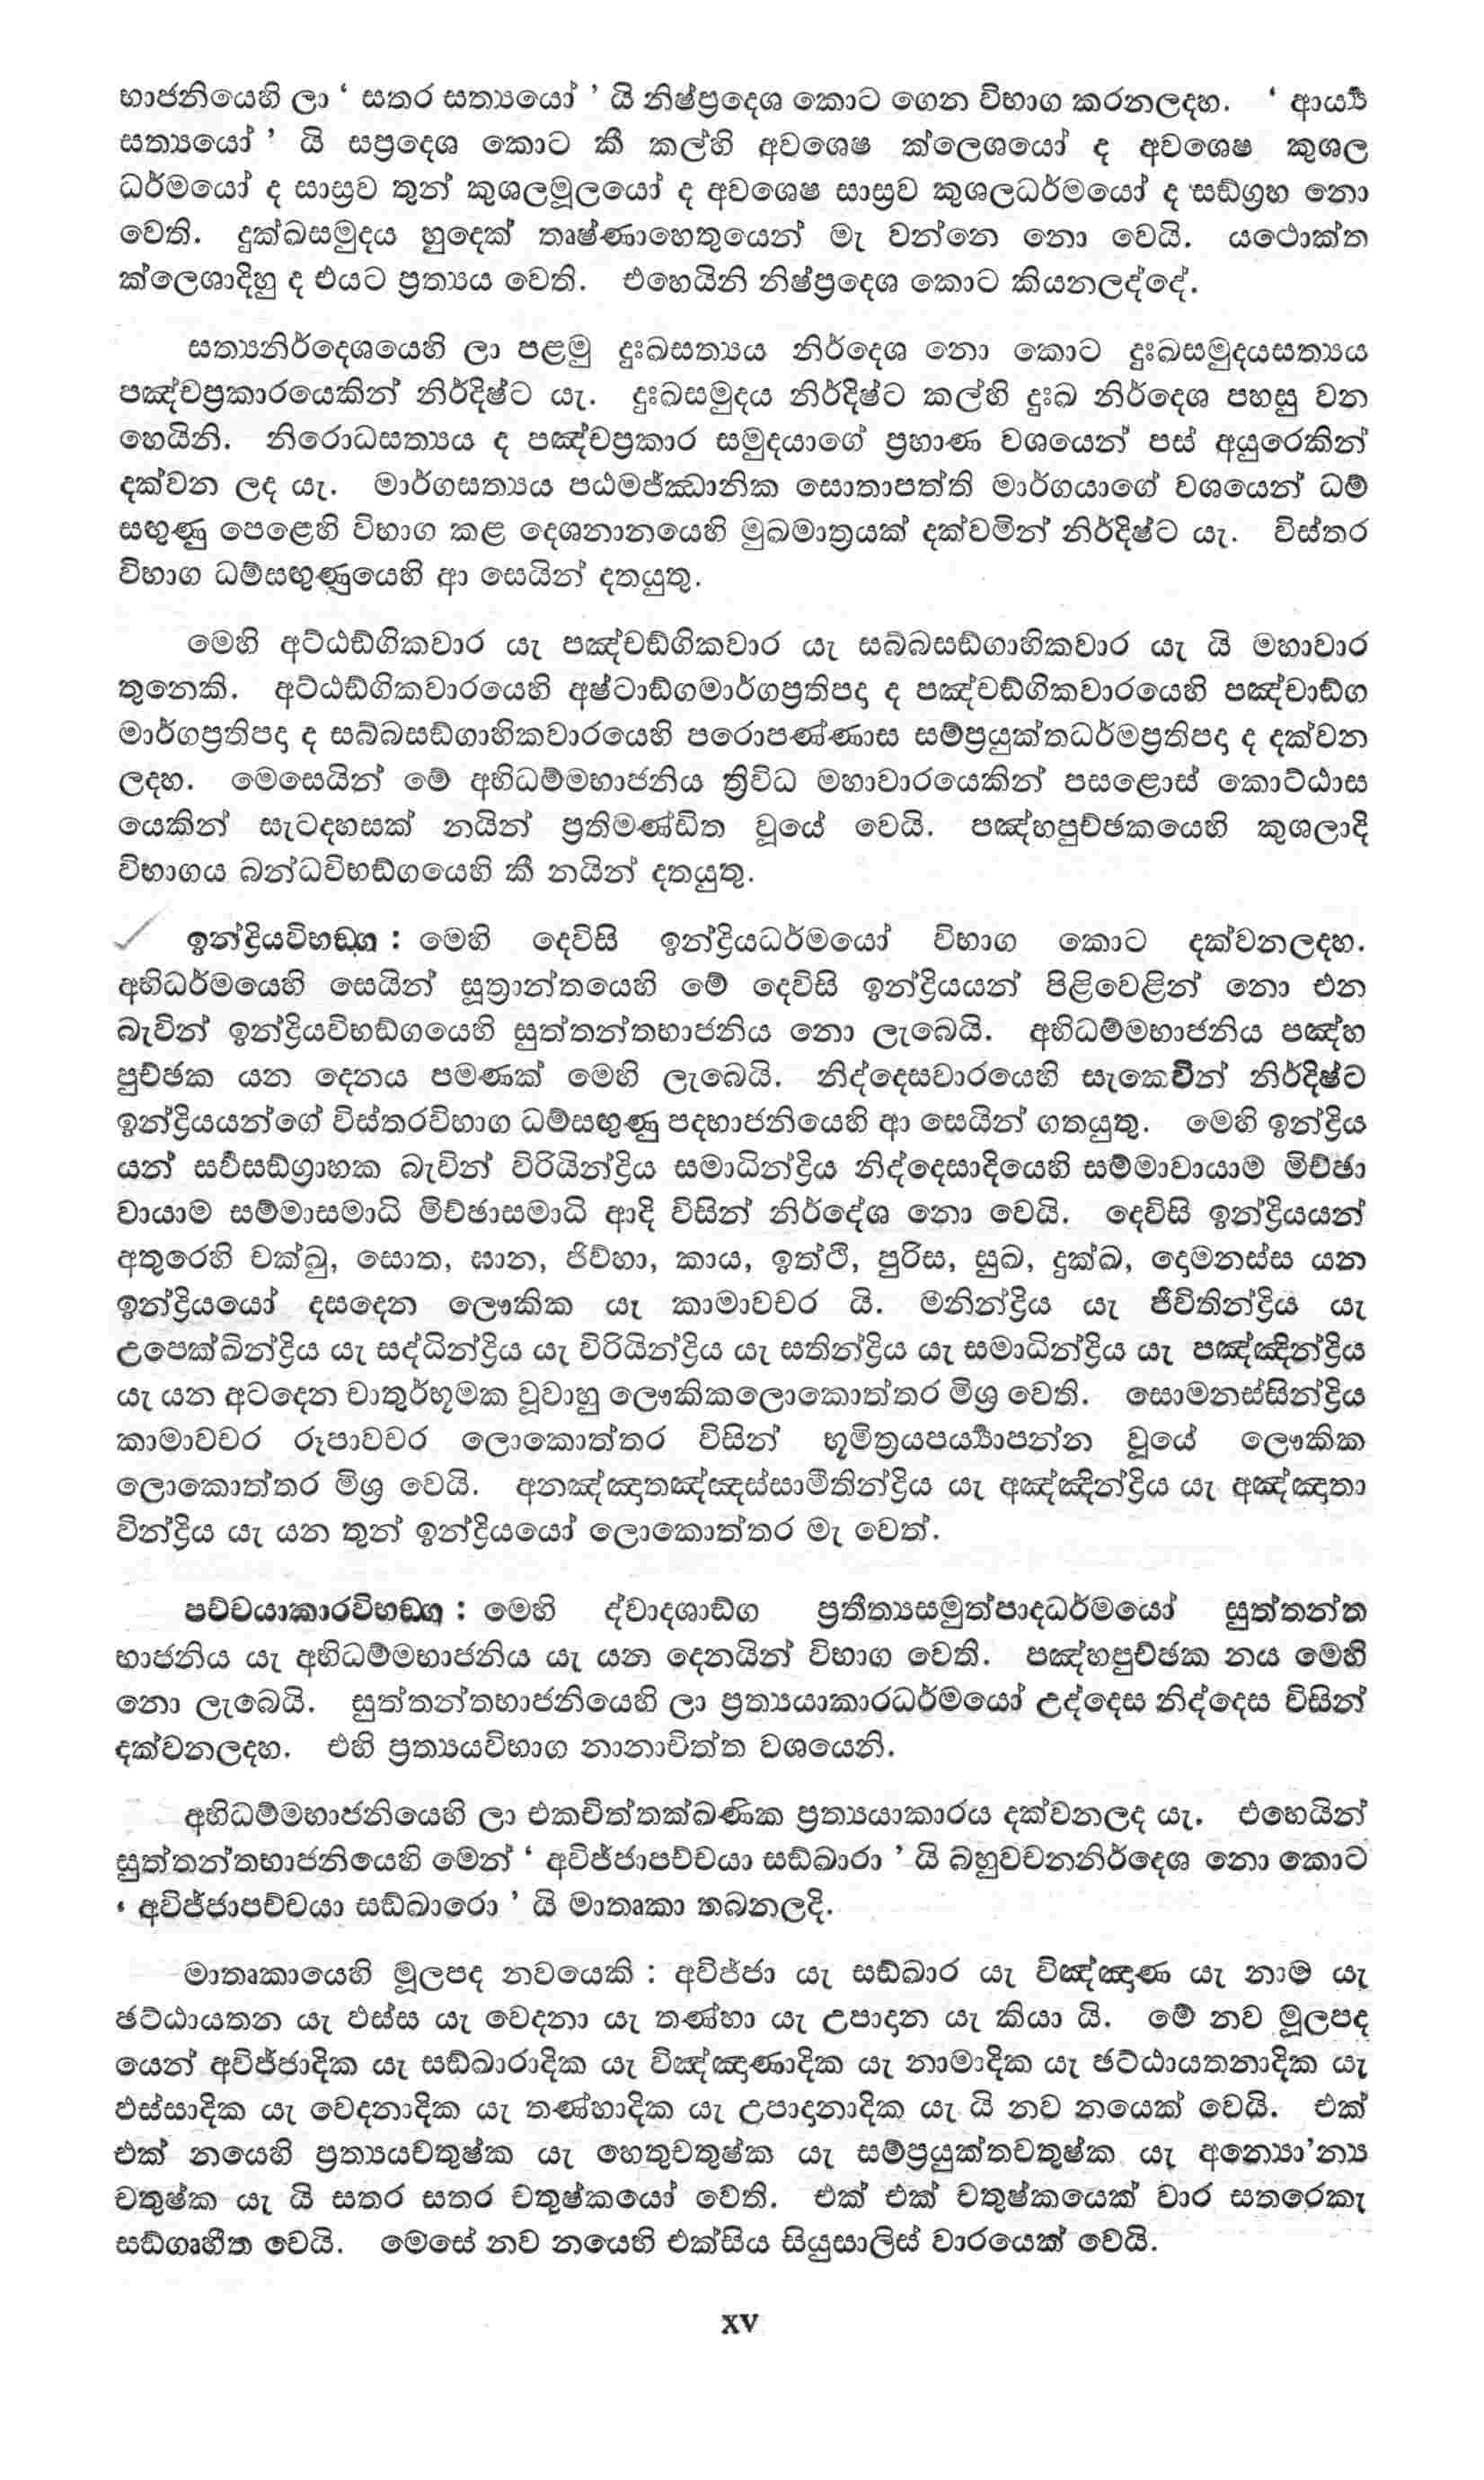 භාජනියෙහි ලා ‘ සතර සත්‍යයෝ ’ යි නිෂ්ප්‍රදෙශ කොට ගෙන විභාග කරනලදහ. ‘ ආර්‍ය්‍ය
සත්‍යයෝ ’ යි සප්‍රදෙශ කොට කී කල්හි අවශෙෂ ක්ලෙශයෝ ද අවශෙෂ කුශල
ධර්මයෝ ද සාස්‍රව තුන් කුශලමූලයෝ ද අවශෙෂ සාස්‍රව කුශලධර්මයෝ ද සඞ්ග්‍රහ නො
වෙති. දුක්ඛසමුදය හුදෙක් තෘෂ්ණාහෙතුයෙන් මැ වන්නෙ නො වෙයි. යථොක්ත
ක්ලෙශාදිහු ද එයට ප්‍රත්‍යය වෙති. එහෙයිනි නිෂ්ප්‍රදෙශ කොට කියනලද්දේ.
සත්‍යනිර්දෙශයෙහි ලා පළමු දුඃඛසත්‍යය නිර්දෙශ නො කොට දුඃඛසමුදයසත්‍යය
පඤ්චප්‍රකාරයෙකින් නිර්දිෂ්ට යැ. දුඃඛසමුදය නිර්දිෂ්ට කල්හි දුඃඛ නිර්දෙශ පහසු වන
හෙයිනි. නිරොධසත්‍යය ද පඤ්චප්‍රකාර සමුදයාගේ ප්‍රහාණ වශයෙන් පස් අයුරෙකින්
දක්වන ලද යැ. මාර්ගසත්‍යය පඨමජ්ඣානික සොතාපත්ති මාර්ගයාගේ වශයෙන් ධම්
සඟුණු පෙළෙහි විභාග කළ දෙශනානයෙහි මුඛමාත්‍රයක් දක්වමින් නිර්දිෂ්ට යැ. විස්තර
විභාග ධම්සඟුණුයෙහි ආ සෙයින් දතයුතු.
මෙහි අට්ඨඞ්ගිකවාර යැ පඤ්චඞ්ගිකවාර යැ සබ්බසඞ්ගාහිකවාර යැ යි මහාවාර
තුනෙකි. අට්ඨඞ්ගිකවාරයෙහි අෂ්ටාඞ්ගමාර්ගප්‍රතිපදා ද පඤ්චඞ්ගිකවාරයෙහි පඤ්චාඞ්ග
මාර්ගප්‍රතිපදා ද සබ්බසඞ්ගාහිකවාරයෙහි පරොපණ්ණාස සම්ප්‍රයුක්තධර්මප්‍රතිපදා ද දක්වන
ලදහ. මෙසෙයින් මේ අභිධම්මභාජනිය ත්‍රිවිධ මහාවාරයෙකින් පසළොස් කොට්ඨාස
යෙකින් සැටදහසක් නයින් ප්‍රතිමණ්ඩිත වූයේ වෙයි. පඤ්හපුච්ඡකයෙහි කුශලාදි
විභාගය ඛන්ධවිභඞ්ගයෙහි කී නයින් දතයුතු.
ඉන්ද්‍රියවිභඞ්ග : මෙහි දෙවිසි ඉන්ද්‍රියධර්මයෝ විභාග කොට දක්වනලදහ.
අභිධර්මයෙහි සෙයින් සූත්‍රාන්තයෙහි මේ දෙවිසි ඉන්ද්‍රියයන් පිළිවෙළින් නො එන
බැවින් ඉන්ද්‍රියවිභඞ්ගයෙහි සුත්තන්තභාජනිය නො ලැබෙයි. අභිධම්මභාජනිය පඤ්හ
පුච්ඡක යන දෙනය පමණක් මෙහි ලැබෙයි. නිද්දෙසවාරයෙහි සැකෙවින් නිර්දිෂ්ට
ඉන්ද්‍රියයන්ගේ විස්තරවිභාග ධම්සඟුණු පදභාජනියෙහි ආ සෙයින් ගතයුතු. මෙහි ඉන්ද්‍රිය
යන් සර්‍වසඞ්ග්‍රාහක බැවින් විරියින්ද්‍රිය සමාධින්ද්‍රිය නිද්දෙසාදියෙහි සම්මාවායාම මිච්ඡා
වායාම සම්මාසමාධි මිච්ඡාසමාධි ආදි විසින් නිර්දේශ නො වෙයි. දෙවිසි ඉන්ද්‍රියයන්
අතුරෙහි චක්ඛු, සොත, ඝාන, ජිව්හා, කාය, ඉත්ථි, පුරිස, සුඛ, දුක්ඛ, දෙමනස්ස යන
ඉන්ද්‍රියයෝ දසදෙන ලෞකික යැ කාමාවචර යි. මනින්ද්‍රිය යැ ජීවිතින්ද්‍රිය යැ
උපෙක්ඛින්ද්‍රිය යැ සද්ධින්ද්‍රිය යැ විරියින්ද්‍රිය යැ සතින්ද්‍රිය යැ සමාධින්ද්‍රිය යැ පඤ්ඤින්ද්‍රිය
යැ යන අටදෙන චාතුර්භූමක වූවාහු ලෞකිකලොකොත්තර මිශ්‍ර වෙති. සොමනස්සින්ද්‍රිය
කාමාවචර රූපාවචර ලොකොත්තර විසින් භූමිත්‍රයපර්‍ය්‍යාපන්න වූයේ ලෞකික
ලොකොත්තර මිශ්‍ර වෙයි. අනඤ්ඤාතඤ්ඤස්සාමීතින්ද්‍රිය යැ අඤ්ඤින්ද්‍රිය යැ අඤ්ඤාතා
වින්ද්‍රිය යැ යන තුන් ඉන්ද්‍රියයෝ ලොකොත්තර මැ වෙත්.
පච්චයාකාරවිභඞ්ග : මෙහි ද්වාදශාඞ්ග ප්‍රතීත්‍යසමුත්පාදධර්මයෝ සුත්තන්ත
භාජනිය යැ අභිධම්මභාජනිය යැ යන දෙනයින් විභාග වෙති. පඤ්හපුච්ඡක නය මෙහි
නො ලැබෙයි. සුත්තන්තභාජනියෙහි ලා ප්‍රත්‍යයාකාරධර්මයෝ උද්දෙස නිද්දෙස විසින්
දක්වනලදහ. එහි ප්‍රත්‍යයවිභාග නානාචිත්ත වශයෙනි.
අභිධම්මභාජනියෙහි ලා එකචිත්තක්ඛණික ප්‍රත්‍යයාකාරය දක්වනලද යැ. එහෙයින්
සුත්තන්තභාජනියෙහි මෙන් ‘ අවිජ්ජාපච්චයා සඞ්ඛාරා ’ යි බහුවචනනිර්දෙශ නො කොට
‘ අවිජ්ජාපච්චයා සඞ්ඛාරො ’ යි මාතෘකා තබනලදි.
මාතෘකායෙහි මූලපද නවයෙකි : අවිජ්ජා යැ සඞ්ඛාර යැ විඤ්ඤාණ යැ නාම යැ
ඡට්ඨායතන යැ ඵස්ස යැ වෙදනා යැ තණ්හා යැ උපාදාන යැ කියා යි. මේ නව මූලපද
යෙන් අවිජ්ජාදික යැ සඞ්ඛාරාදික යැ විඤ්ඤාණාදික යැ නාමාදික යැ ඡට්ඨායතනාදික යැ
ඵස්සාදික යැ වෙදනාදික යැ තණ්හාදික යැ උපාදානාදික යැ යි නව නයෙක් වෙයි. එක්
එක් නයෙහි ප්‍රත්‍යයචතුෂ්ක යැ හෙතුචතුෂ්ක යැ සම්ප්‍රයුක්තචතුෂ්ක යැ අන්‍යො’න්‍ය
චතුෂ්ක යැ යි සතර සතර චතුෂ්කයෝ වෙති. එක් එක් චතුෂ්කයෙක් වාර සතරෙකැ
සඞ්ගෘහීත වෙයි. මෙසේ නව නයෙහි එක්සිය සියුසාලිස් වාරයෙක් වෙයි.
xv